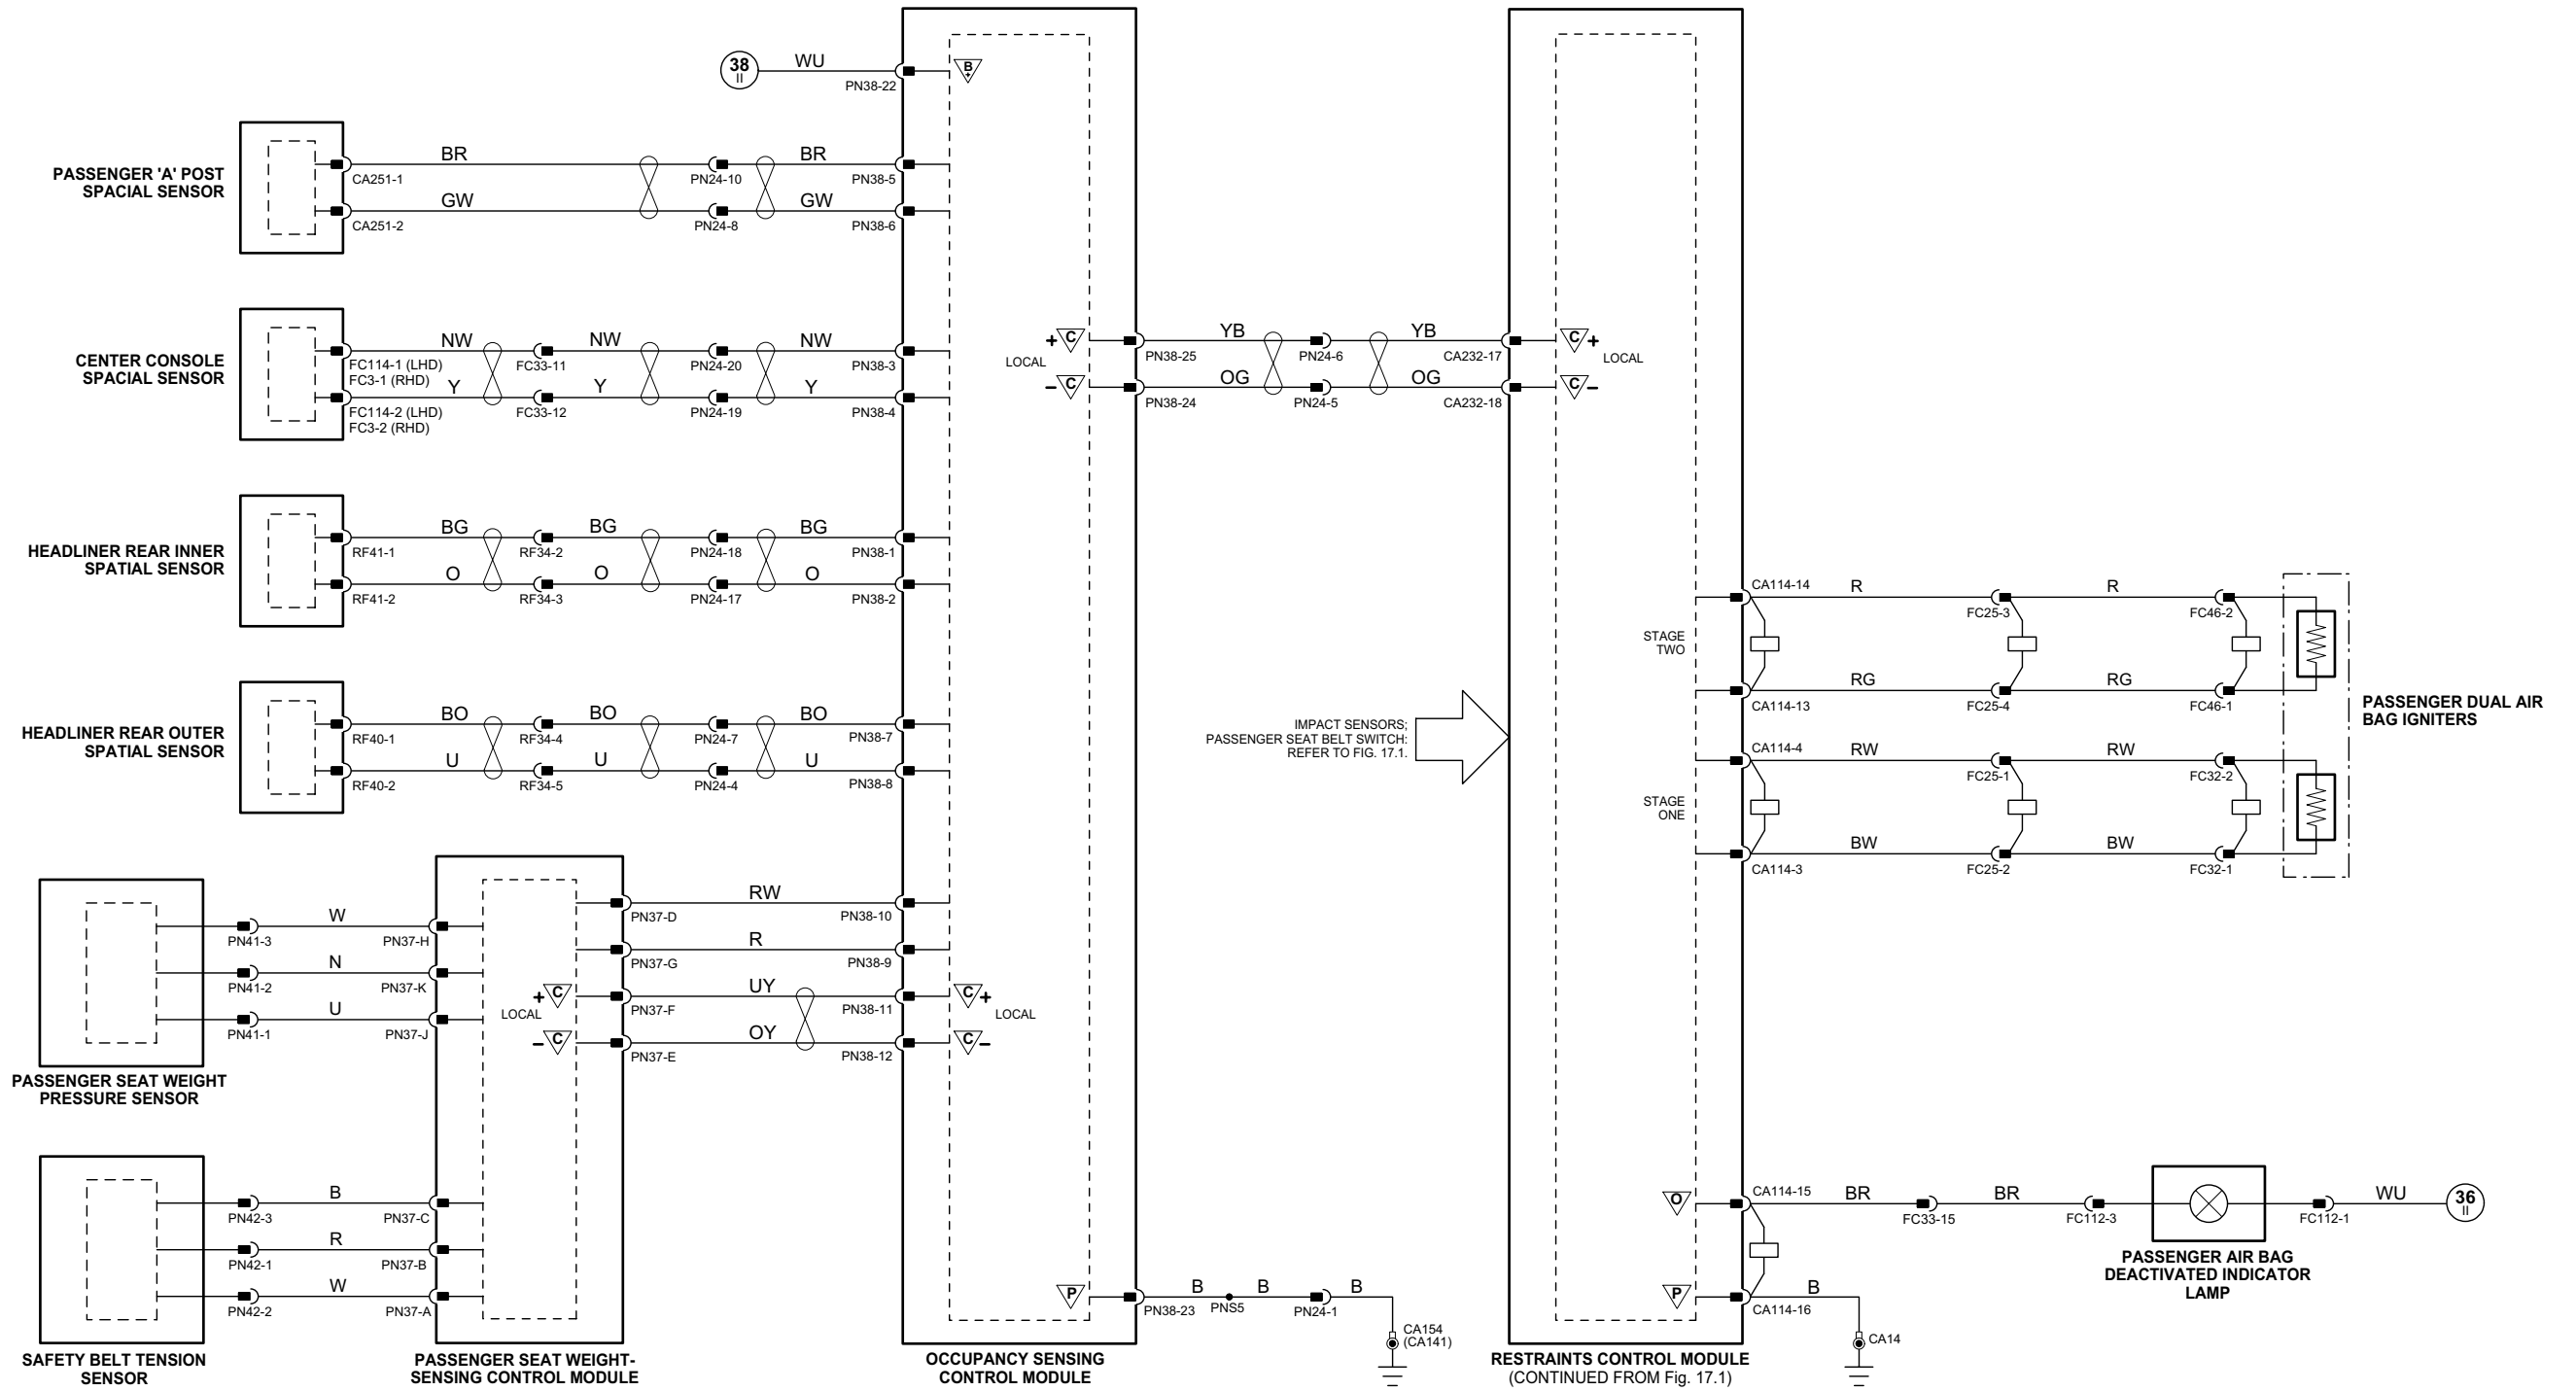 38
II
WU
PN38-22
B
+
PASSENGER 'A' POST
SPACIAL SENSOR
BR
CA251-1
PN24-10
BR
PN38-5
GW
CA251-2
PN24-8
GW
PN38-6
CENTER CONSOLE
SPACIAL SENSOR
NW
FC114-1 (LHD)
FC3-1 (RHD)
FC33-11
NW
PN24-20
NW
PN38-3
Y
FC114-2 (LHD)
FC3-2 (RHD)
FC33-12
Y
PN24-19
Y
PN38-4
HEADLINER REAR INNER
SPATIAL SENSOR
BG
RF41-1
RF34-2
BG
PN24-18
BG
PN38-1
O
RF41-2
RF34-3
O
PN24-17
O
PN38-2
HEADLINER REAR OUTER
SPATIAL SENSOR
BO
RF40-1
RF34-4
BO
PN24-7
BO
PN38-7
U
RF40-2
RF34-5
U
PN24-4
U
PN38-8
PASSENGER SEAT WEIGHT
PRESSURE SENSOR
PN41-3
W
PN37-H
PN41-2
N
PN37-K
PN41-1
U
PN37-J
SAFETY BELT TENSION
SENSOR
PN42-3
B
PN37-C
PN42-1
R
PN37-B
PN42-2
W
PN37-A
PASSENGER SEAT WEIGHT-
SENSING CONTROL MODULE
+ C
LOCAL
– C
PN37-D
RW
PN38-10
PN37-G
R
PN38-9
PN37-F
UY
PN38-11
PN37-E
OY
PN38-12
C +
LOCAL
C –
OCCUPANCY SENSING
CONTROL MODULE
+ C
LOCAL
– C
PN38-25
YB
PN24-6
YB
CA232-17
PN38-24
OG
PN24-5
OG
CA232-18
C +
LOCAL
C –
P
PN38-23
B
PNS5
B
PN24-1
B
CA154
(CA141)
IMPACT SENSORS;
PASSENGER SEAT BELT SWITCH:
REFER TO FIG. 17.1.
RESTRAINTS CONTROL MODULE
(CONTINUED FROM Fig. 17.1)
STAGE
TWO
CA114-14
R
FC25-3
R
FC46-2
CA114-13
RG
FC25-4
RG
FC46-1
STAGE
ONE
CA114-4
RW
FC25-1
RW
FC32-2
CA114-3
BW
FC25-2
BW
FC32-1
PASSENGER DUAL AIR
BAG IGNITERS
O
CA114-15
BR
FC33-15
BR
FC112-3
FC112-1
WU
36
II
PASSENGER AIR BAG
DEACTIVATED INDICATOR
LAMP
P
CA114-16
B
CA14